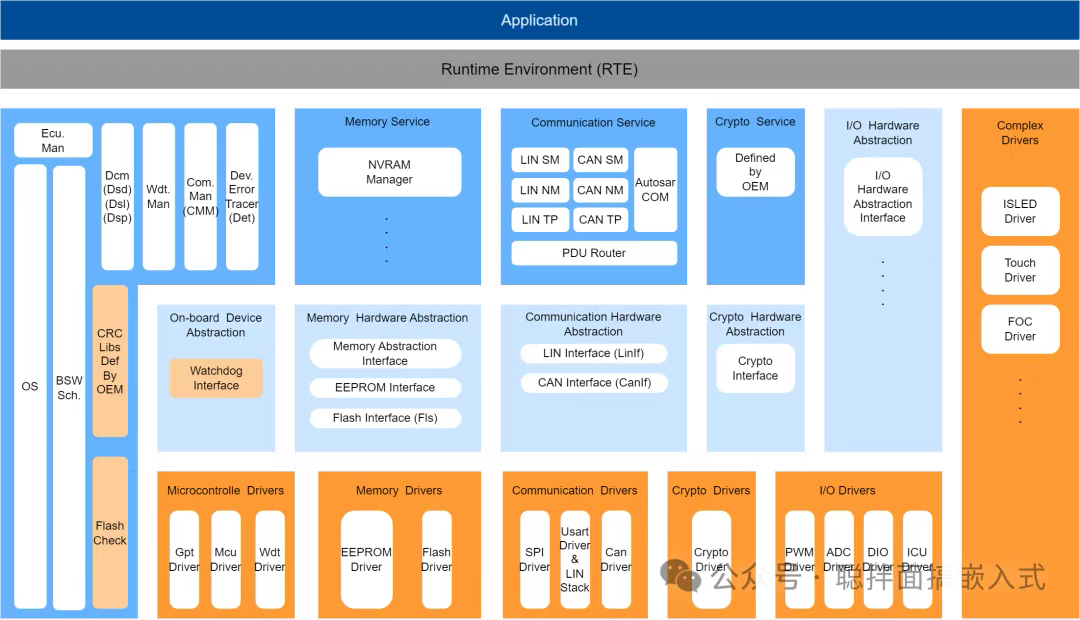 Application
Runtime Environment (RTE)
Ecu.
Man
OS
BSW
Sch.
Dcm
(Dsd)
(Dsl)
(Dsp)
Wdt.
Man
Com.
Man
(CMM)
Dev.
Error
Tracer
(Det)
CRC
Libs
Def
By
OEM
Flash
Check
Memory Service
NVRAM
Manager
Communication Service
LIN SM
CAN SM
LIN NM
CAN NM
LIN TP
CAN TP
Autosar
COM
PDU Router
Crypto Service
Defined
by
OEM
I/O Hardware
Abstraction
I/O
Hardware
Abstraction
Interface
Complex
Drivers
ISLED
Driver
Touch
Driver
FOC
Driver
On-board Device
Abstraction
Watchdog
Interface
Memory Hardware Abstraction
Memory Abstraction
Interface
EEPROM Interface
Flash Interface (Fls)
Communication Hardware
Abstraction
LIN Interface (LinIf)
CAN Interface (CanIf)
Crypto Hardware
Abstraction
Crypto
Interface
Microcontrolle Drivers
Gpt
Driver
Mcu
Driver
Wdt
Driver
Memory Drivers
EEPROM
Driver
Flash
Driver
Communication Drivers
SPI
Driver
Usart
Driver
&
LIN
Stack
Can
Driver
Crypto Drivers
Crypto
Driver
I/O Drivers
PWM
Driver
ADC
Driver
DIO
Driver
ICU
Driver
公众号·聪拌面搞嵌入式